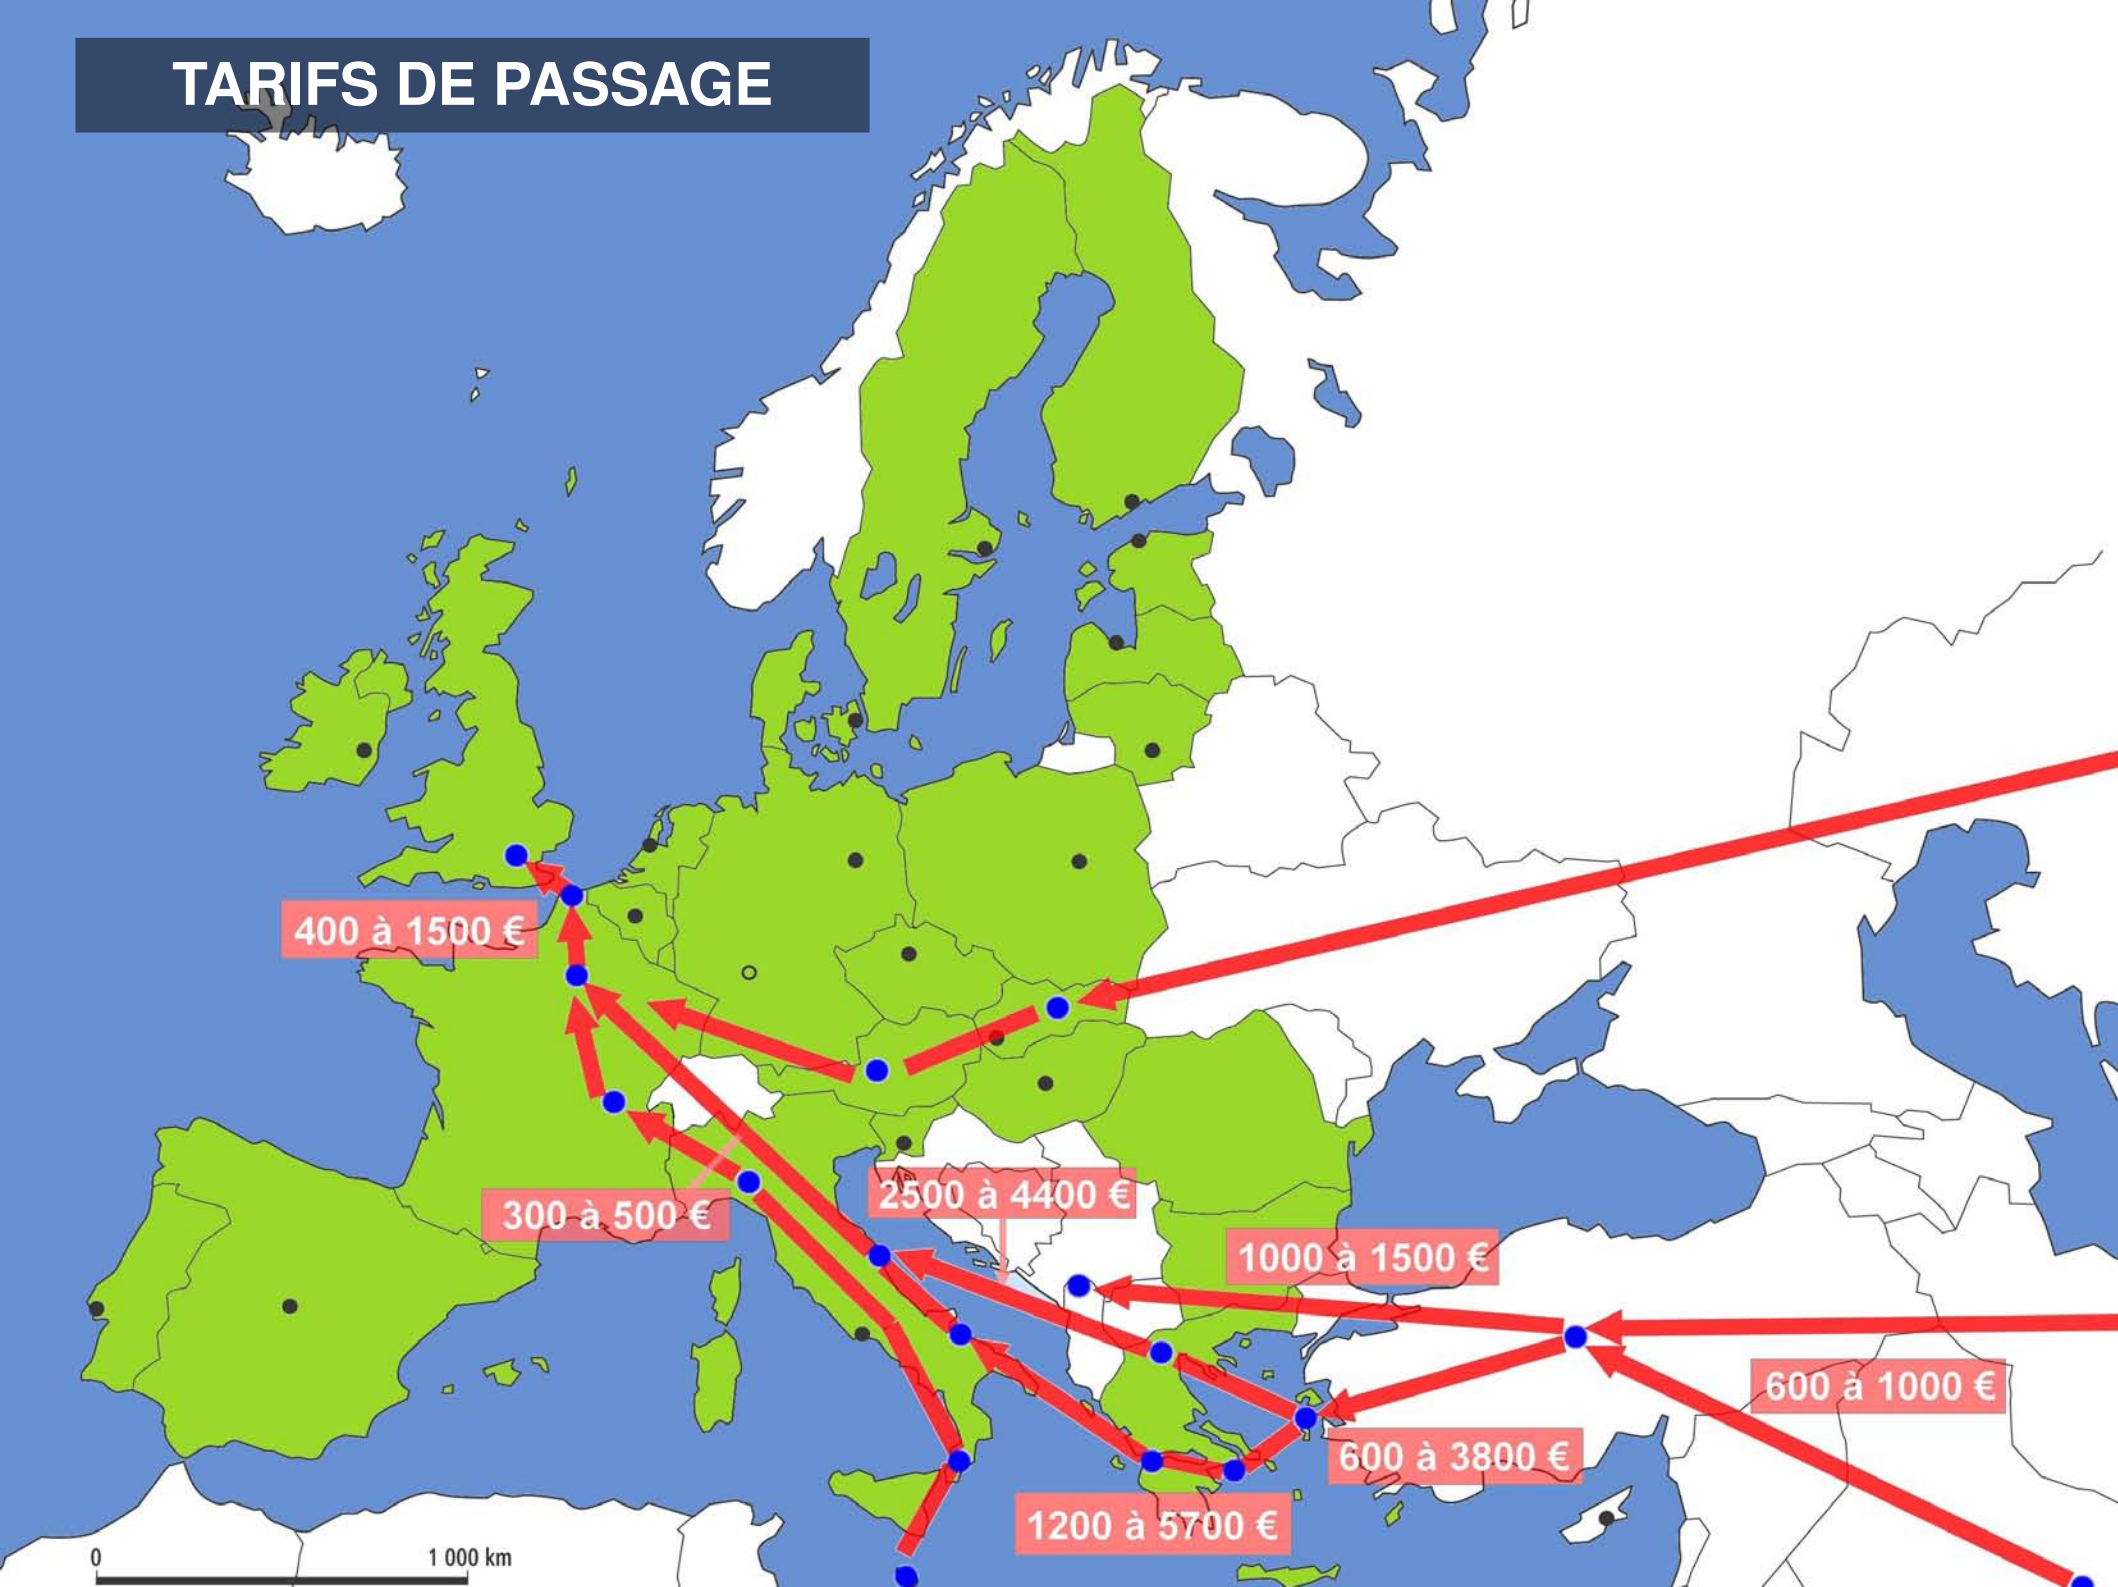 TARIFS DE PASSAGE
400 à 1500 €
300 à 500 €
2500 à 4400 €
1000 à 1500 €
600 à 1000 €
600 à 3800 €
1200 à 5700 €
0
1 000 km